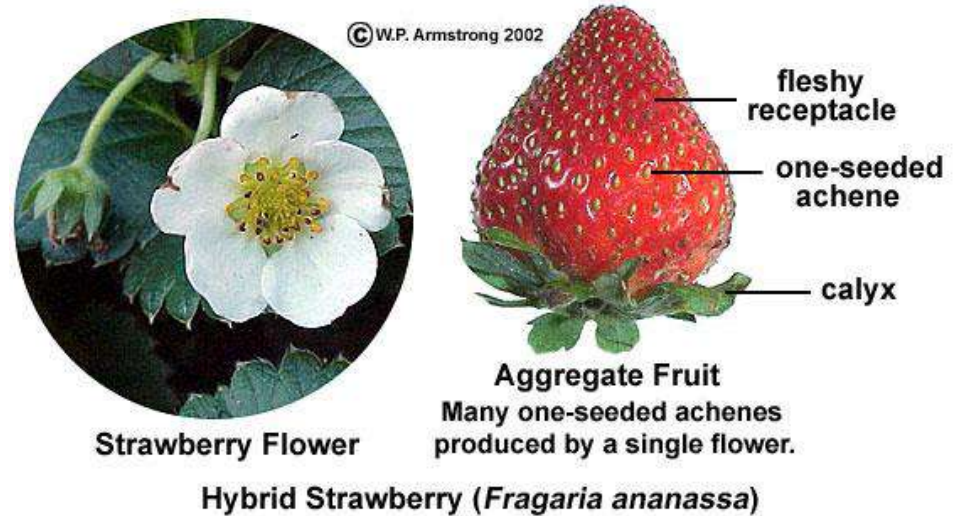 © W.P. Armstrong 2002
fleshy
receptacle
one-seeded
achene
calyx
Aggregate Fruit
Many one-seeded achenes
produced by a single flower.
Strawberry Flower
Hybrid Strawberry (Fragaria ananassa)